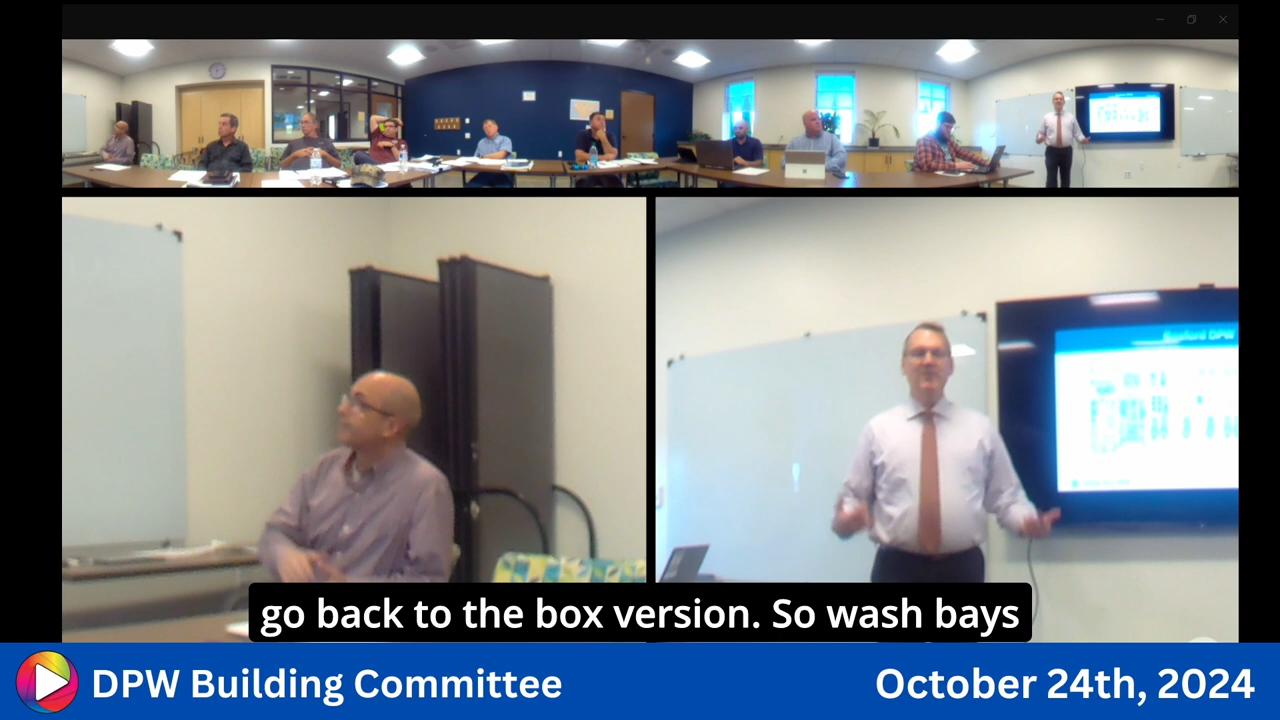 go back to the box version. So wash bays
DPW Building Committee
October 24th, 2024